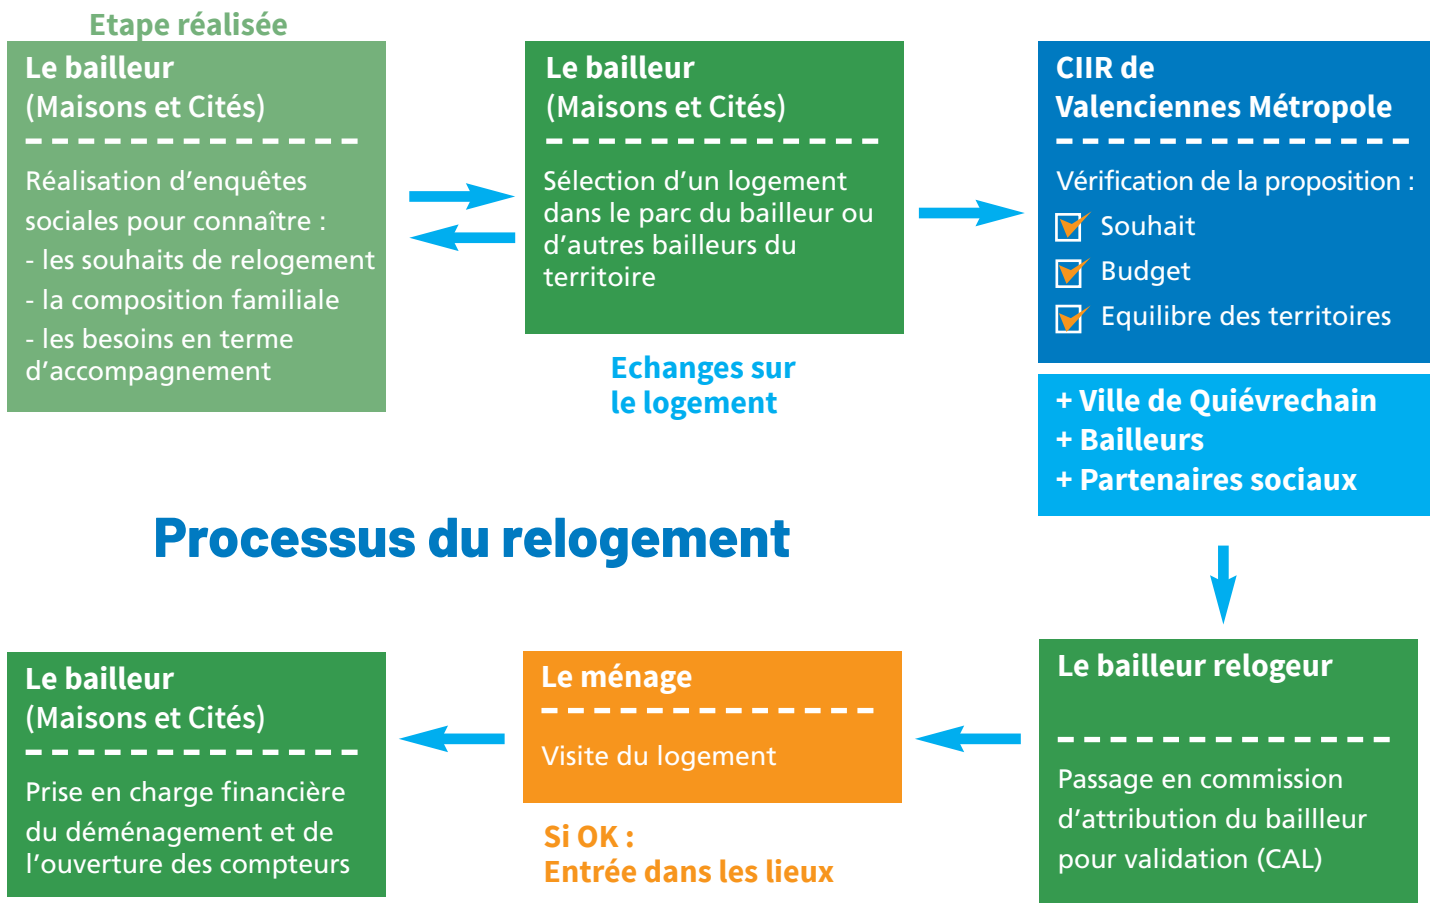 Etape réalisée
Le bailleur
(Maisons et Cités)
Réalisation d'enquêtes
sociales pour connaître :
- les souhaits de relogement
- la composition familiale
- les besoins en terme
d'accompagnement
Le bailleur
(Maisons et Cités)
Sélection d'un logement
dans le parc du bailleur ou
d'autres bailleurs du
territoire
Echanges sur
le logement
CIIR de
Valenciennes Métropole
Vérification de la proposition :
Souhait
Budget
Equilibre des territoires
+ Ville de Quiévrechain
+ Bailleurs
+ Partenaires sociaux
Processus du relogement
Le bailleur relogeur
Passage en commission
d'attribution du baillleur
pour validation (CAL)
Le ménage
Visite du logement
Si OK :
Entrée dans les lieux
Le bailleur
(Maisons et Cités)
Prise en charge financière
du déménagement et de
l'ouverture des compteurs